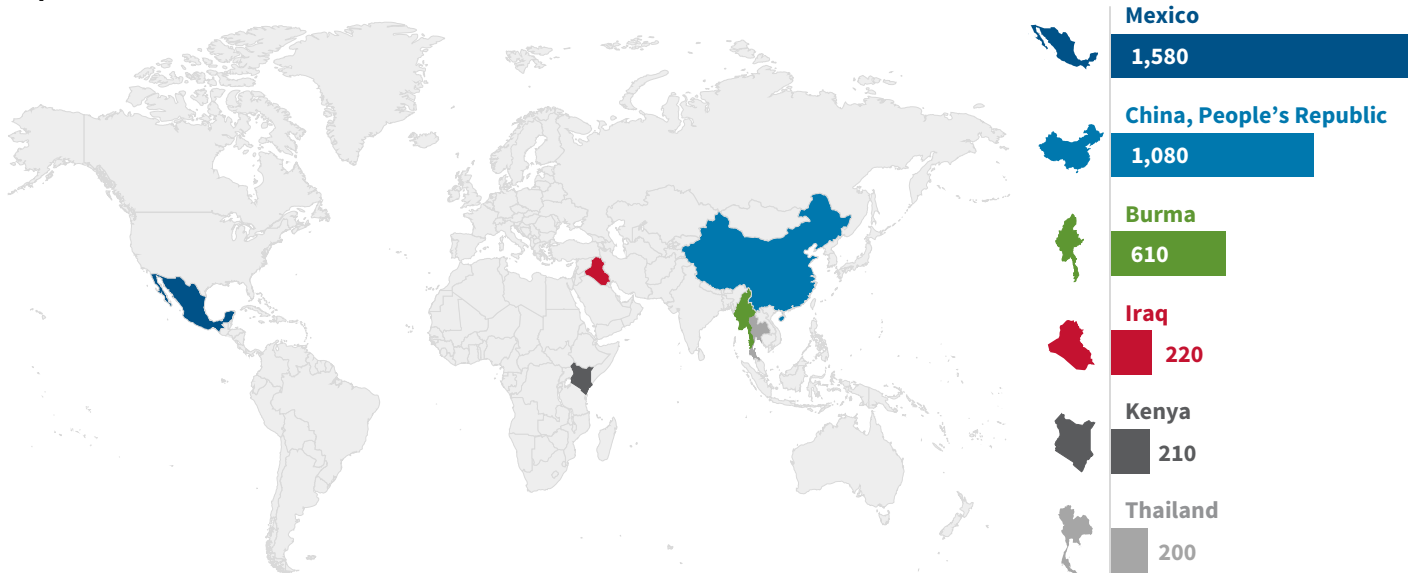 Mexico
1,580
China, People's Republic
1,080
Burma
610
Iraq
220
Kenya
210
Thailand
200